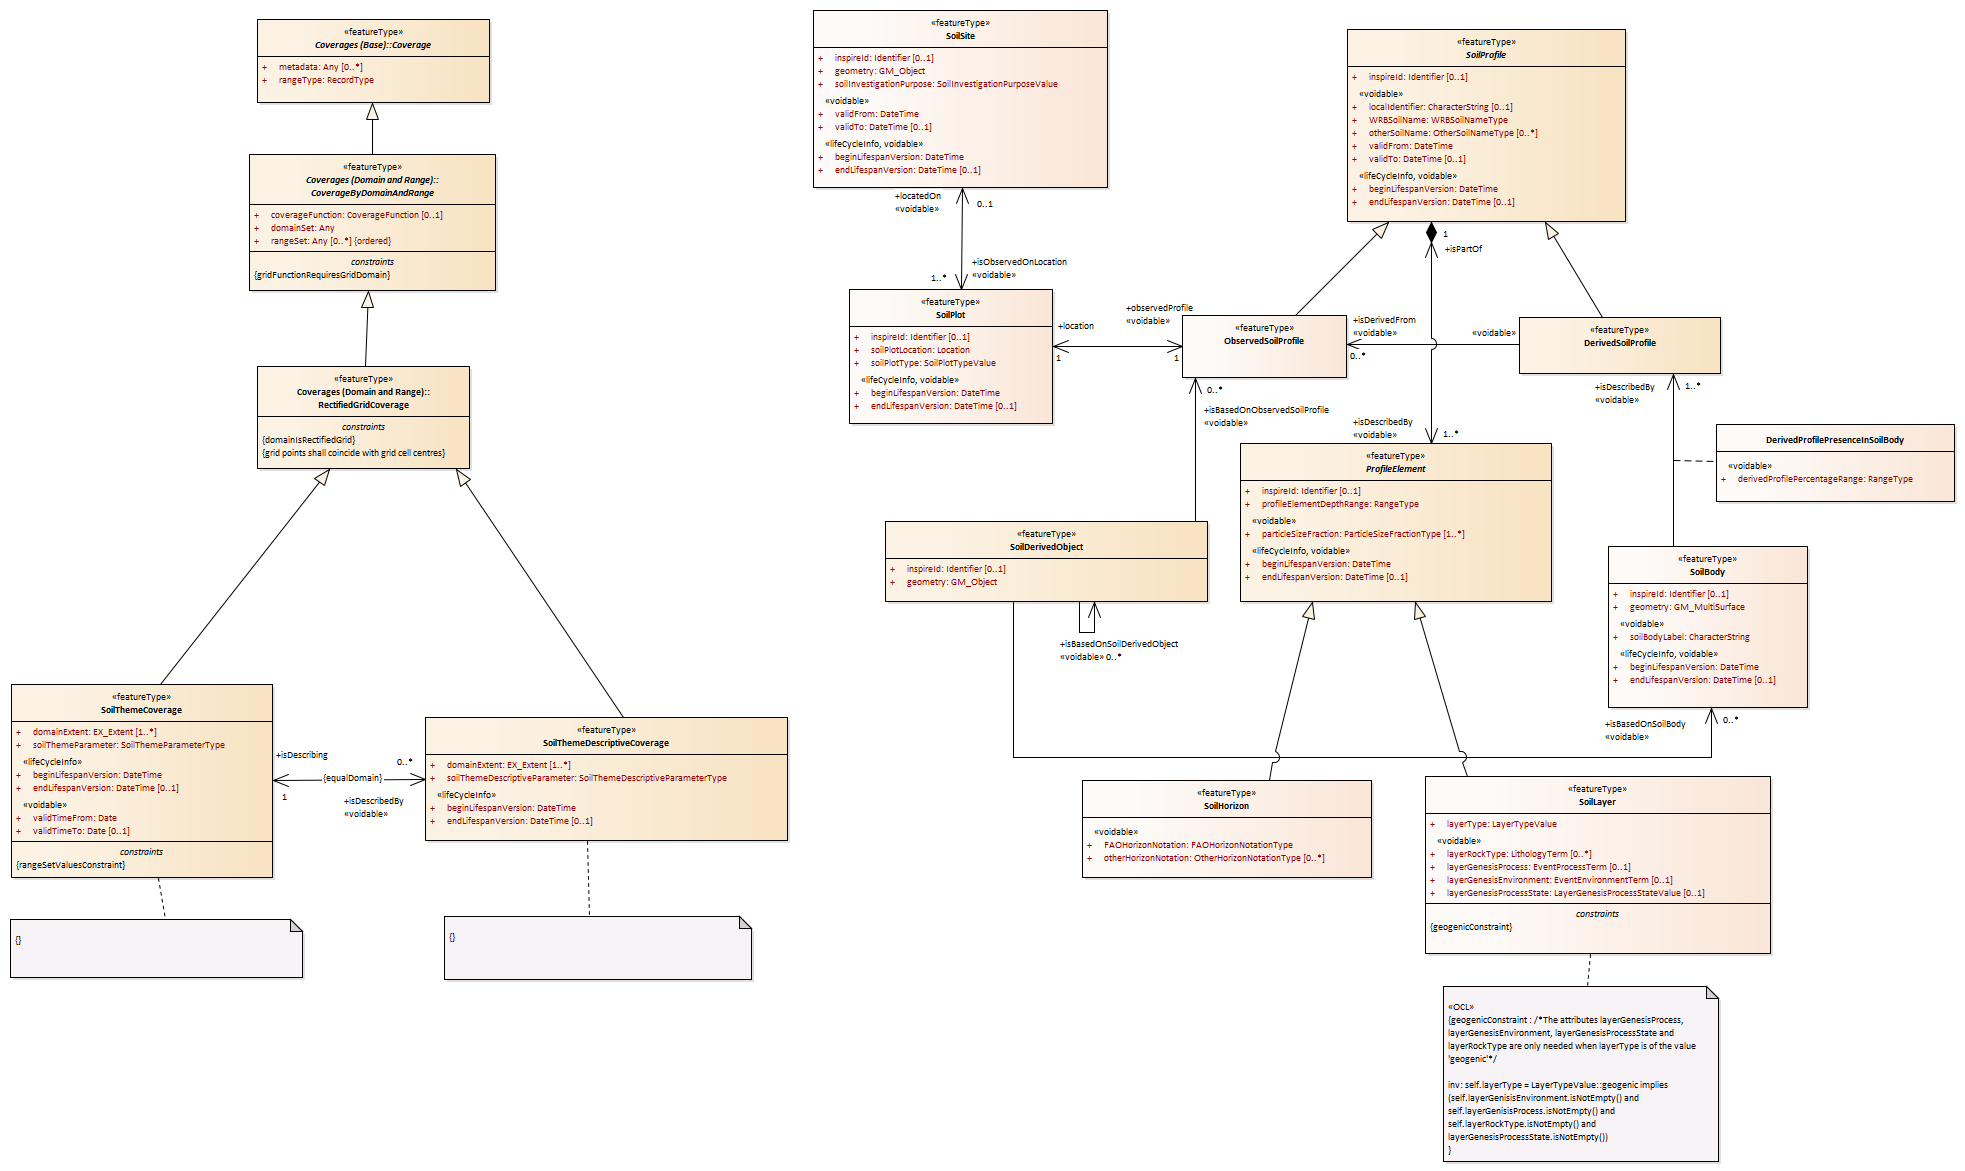 «featureType»
Coverages (Base)::Coverage
+ metadata: Any [0..*]
+ rangeType: RecordType
«featureType»
Coverages (Domain and Range)::
CoverageByDomainAndRange
+ coverageFunction: CoverageFunction [0..1]
+ domainSet: Any
+ rangeSet: Any [0..*] {ordered}
constraints
{gridFunctionRequiresGridDomain}
«featureType»
Coverages (Domain and Range)::
RectifiedGridCoverage
constraints
{domainIsRectifiedGrid}
{grid points shall coincide with grid cell centres}
«featureType»
SoilThemeCoverage
+ domainExtent: EX_Extent [1..*]
+ soilThemeParameter: SoilThemeParameterType
«lifeCycleInfo»
+ beginLifespanVersion: DateTime
+ endLifespanVersion: DateTime [0..1]
«voidable»
+ validTimeFrom: Date
+ validTimeTo: Date [0..1]
constraints
{rangeSetValuesConstraint}
{}
+isDescribing
1
{equalDomain}
0..*
+isDescribedBy
«voidable»
«featureType»
SoilThemeDescriptiveCoverage
+ domainExtent: EX_Extent [1..*]
+ soilThemeDescriptiveParameter: SoilThemeDescriptiveParameterType
«lifeCycleInfo»
+ beginLifespanVersion: DateTime
+ endLifespanVersion: DateTime [0..1]
{}
«featureType»
SoilSite
+ inspireId: Identifier [0..1]
+ geometry: GM_Object
+ soilInvestigationPurpose: SoilInvestigationPurposeValue
«voidable»
+ validFrom: DateTime
+ validTo: DateTime [0..1]
«lifeCycleInfo, voidable»
+ beginLifespanVersion: DateTime
+ endLifespanVersion: DateTime [0..1]
+locatedOn
«voidable»
0..1
+isObservedOnLocation
«voidable»
1..*
«featureType»
SoilPlot
+ inspireId: Identifier [0..1]
+ soilPlotLocation: Location
+ soilPlotType: SoilPlotTypeValue
«lifeCycleInfo, voidable»
+ beginLifespanVersion: DateTime
+ endLifespanVersion: DateTime [0..1]
+location
1
+observedProfile
«voidable»
1
«featureType»
ObservedSoilProfile
«featureType»
SoilProfile
+ inspireId: Identifier [0..1]
«voidable»
+ localIdentifier: CharacterString [0..1]
+ WRBSoilName: WRBSoilNameType
+ otherSoilName: OtherSoilNameType [0..*]
+ validFrom: DateTime
+ validTo: DateTime [0..1]
«lifeCycleInfo, voidable»
+ beginLifespanVersion: DateTime
+ endLifespanVersion: DateTime [0..1]
1
+isPartOf
+isDerivedFrom
«voidable»
0..*
«voidable»
«featureType»
DerivedSoilProfile
+isDescribedBy
«voidable»
1..*
DerivedProfilePresenceInSoilBody
«voidable»
+ derivedProfilePercentageRange: RangeType
0..*
+isBasedOnObservedSoilProfile
«voidable»
+isDescribedBy
«voidable»
1..*
«featureType»
ProfileElement
+ inspireId: Identifier [0..1]
+ profileElementDepthRange: RangeType
«voidable»
+ particleSizeFraction: ParticleSizeFractionType [1..*]
«lifeCycleInfo, voidable»
+ beginLifespanVersion: DateTime
+ endLifespanVersion: DateTime [0..1]
«featureType»
SoilDerivedObject
+ inspireId: Identifier [0..1]
+ geometry: GM_Object
+isBasedOnSoilDerivedObject
«voidable» 0..*
«featureType»
SoilBody
+ inspireId: Identifier [0..1]
+ geometry: GM_MultiSurface
«voidable»
+ soilBodyLabel: CharacterString
«lifeCycleInfo, voidable»
+ beginLifespanVersion: DateTime
+ endLifespanVersion: DateTime [0..1]
+isBasedOnSoilBody
«voidable»
0..*
«featureType»
SoilHorizon
«voidable»
+ FAOHorizonNotation: FAOHorizonNotationType
+ otherHorizonNotation: OtherHorizonNotationType [0..*]
«featureType»
SoilLayer
+ layerType: LayerTypeValue
«voidable»
+ layerRockType: LithologyTerm [0..*]
+ layerGenesisProcess: EventProcessTerm [0..1]
+ layerGenesisEnvironment: EventEnvironmentTerm [0..1]
+ layerGenesisProcessState: LayerGenesisProcessStateValue [0..1]
constraints
{geogenicConstraint}
«OCL»
{geogenicConstraint : /*The attributes layerGenesisProcess,
layerGenesisEnvironment, layerGenesisProcessState and
layerRockType are only needed when layerType is of the value
'geogenic'*/
inv: self.layerType = LayerTypeValue::geogenic implies
(self.layerGenisisEnvironment.isNotEmpty() and
self.layerGenisisProcess.isNotEmpty() and
self.layerRockType.isNotEmpty() and
layerGenesisProcessState.isNotEmpty())
}